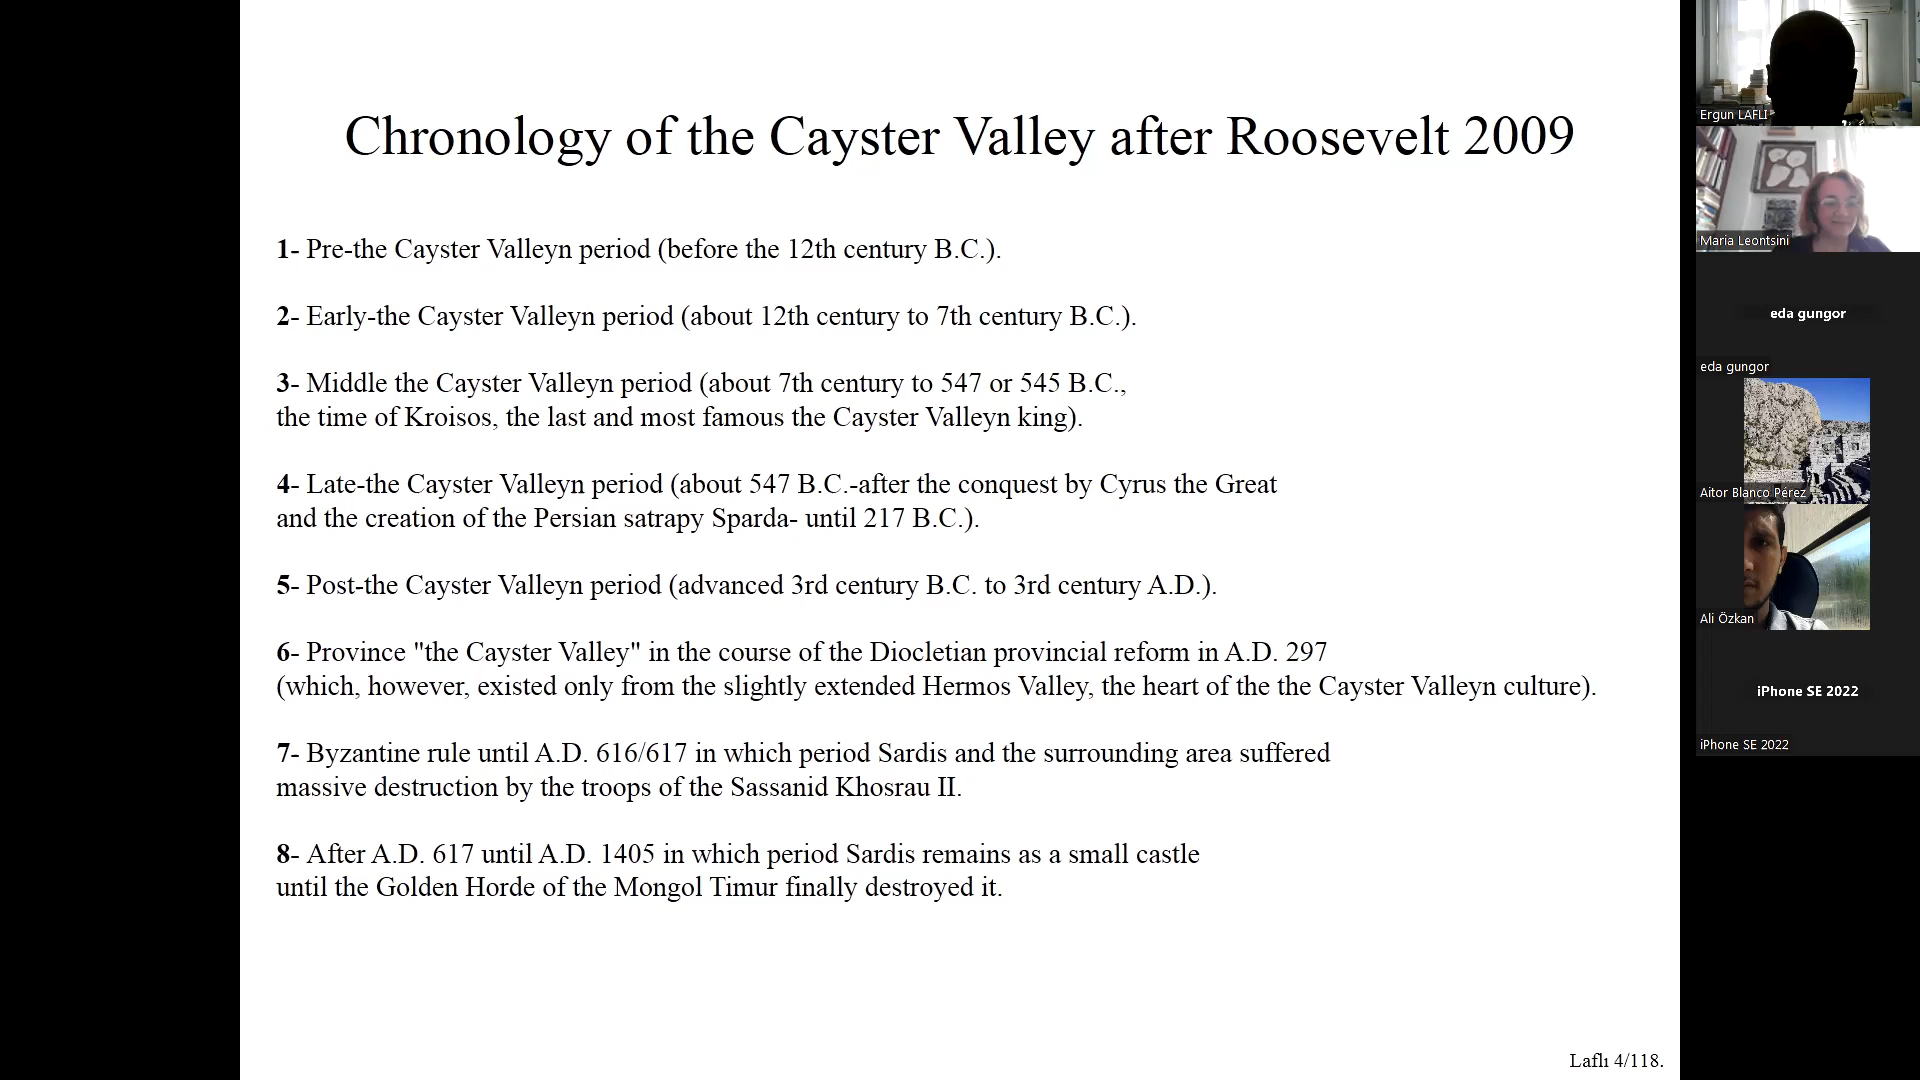 Chronology of the Cayster Valley after Roosevelt 2009
1- Pre-the Cayster Valleyn period (before the 12th century B.C.).
2- Early-the Cayster Valleyn period (about 12th century to 7th century B.C.).
3- Middle the Cayster Valleyn period (about 7th century to 547 or 545 B.C.,
the time of Kroisos, the last and most famous the Cayster Valleyn king).
4- Late-the Cayster Valleyn period (about 547 B.C.-after the conquest by Cyrus the Great
and the creation of the Persian satrapy Sparda- until 217 B.C.).
5- Post-the Cayster Valleyn period (advanced 3rd century B.C. to 3rd century A.D.).
6- Province "the Cayster Valley" in the course of the Diocletian provincial reform in A.D. 297
(which, however, existed only from the slightly extended Hermos Valley, the heart of the the Cayster Valleyn culture).
7- Byzantine rule until A.D. 616/617 in which period Sardis and the surrounding area suffered
massive destruction by the troops of the Sassanid Khosrau II.
8- After A.D. 617 until A.D. 1405 in which period Sardis remains as a small castle
until the Golden Horde of the Mongol Timur finally destroyed it.
Laflı 4/118.
Ergun LAFLI
Maria Leontsini
eda gungor
eda gungor
Aitor Blanco Pérez
Ali Özkan
iPhone SE 2022
iPhone SE 2022